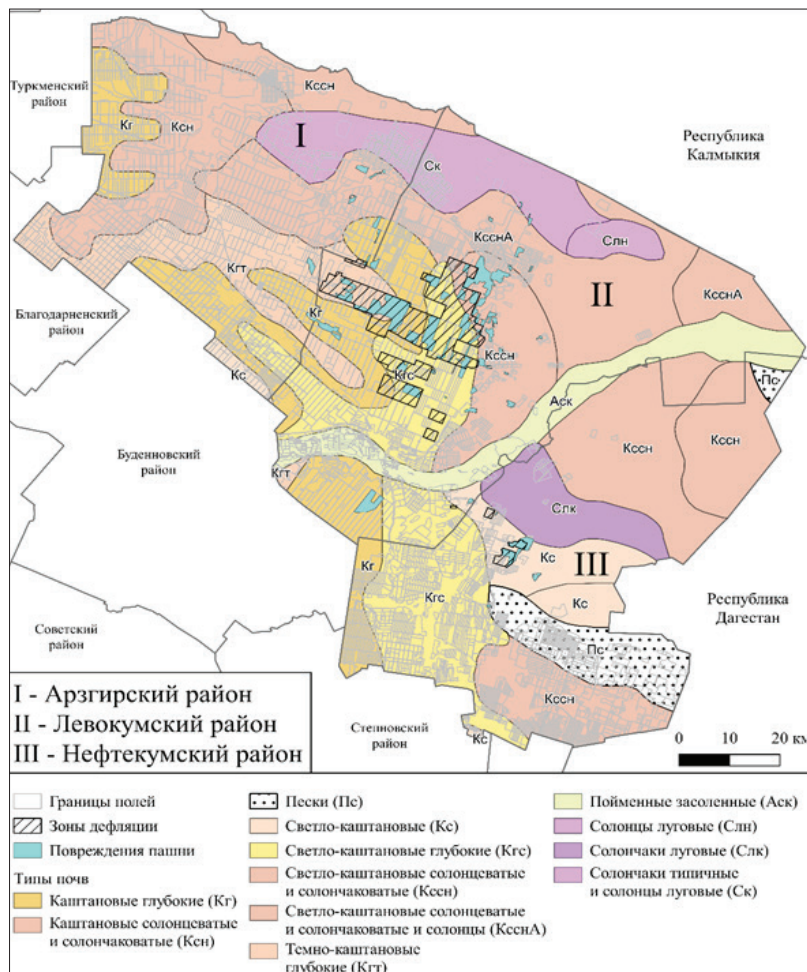 Туркменский
район
Кссн
Кг
Ксн
I
Республика
Калмыкия
Ск
КссnА
Слн
Кгт
II
КсснА
Благодарненский
район
Кг
Кссн
Пс
Кс
Кгс
Аск
Кссн
Кссн
Буденновский
район
Кгт
Слк
Кс
III
Кг
Кгс
Кс
Республика
Дагестан
Советский
район
Пс
Кссн
I - Арзгирский район
II - Левокумский район
III - Нефтекумский район
Степновский
район
Кс
0 10 20 км
Границы полей
Зоны дефляции
Повреждения пашни
Типы почв
Каштановые глубокие (Кг)
Каштановые солонцеватые
и солончаковатые (Ксн)
Пески (Пс)
Светло-каштановые (Кс)
Светло-каштановые глубокие (Кгс)
Светло-каштановые солонцеватые
и солончаковатые (Кссн)
Светло-каштановые солонцеватые
и солончаковатые и солонцы (КсснА)
Темно-каштановые
глубокие (Кгт)
Пойменные засоленные (Аск)
Солонцы луговые (Слн)
Солончаки луговые (Слк)
Солончаки типичные
и солонцы луговые (Ск)